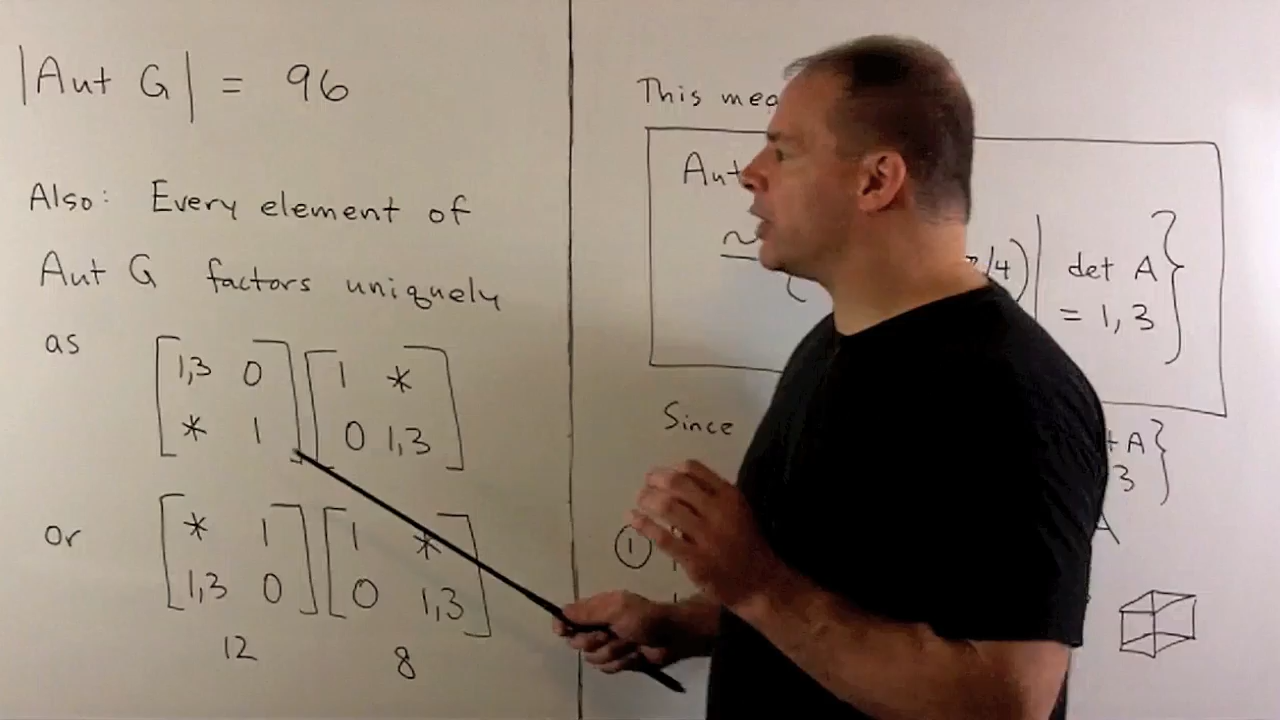 |Aut G| = 96
Also: Every element of
Aut G factors uniquely
as [1,3 0] [1 *]
[* 1] [0 1,3]
or [* 1] [1 *]
[1,3 0] [0 1,3]
12 8
This
Aut
~ /4) | det A }
= 1,3
Since A }
3
① A